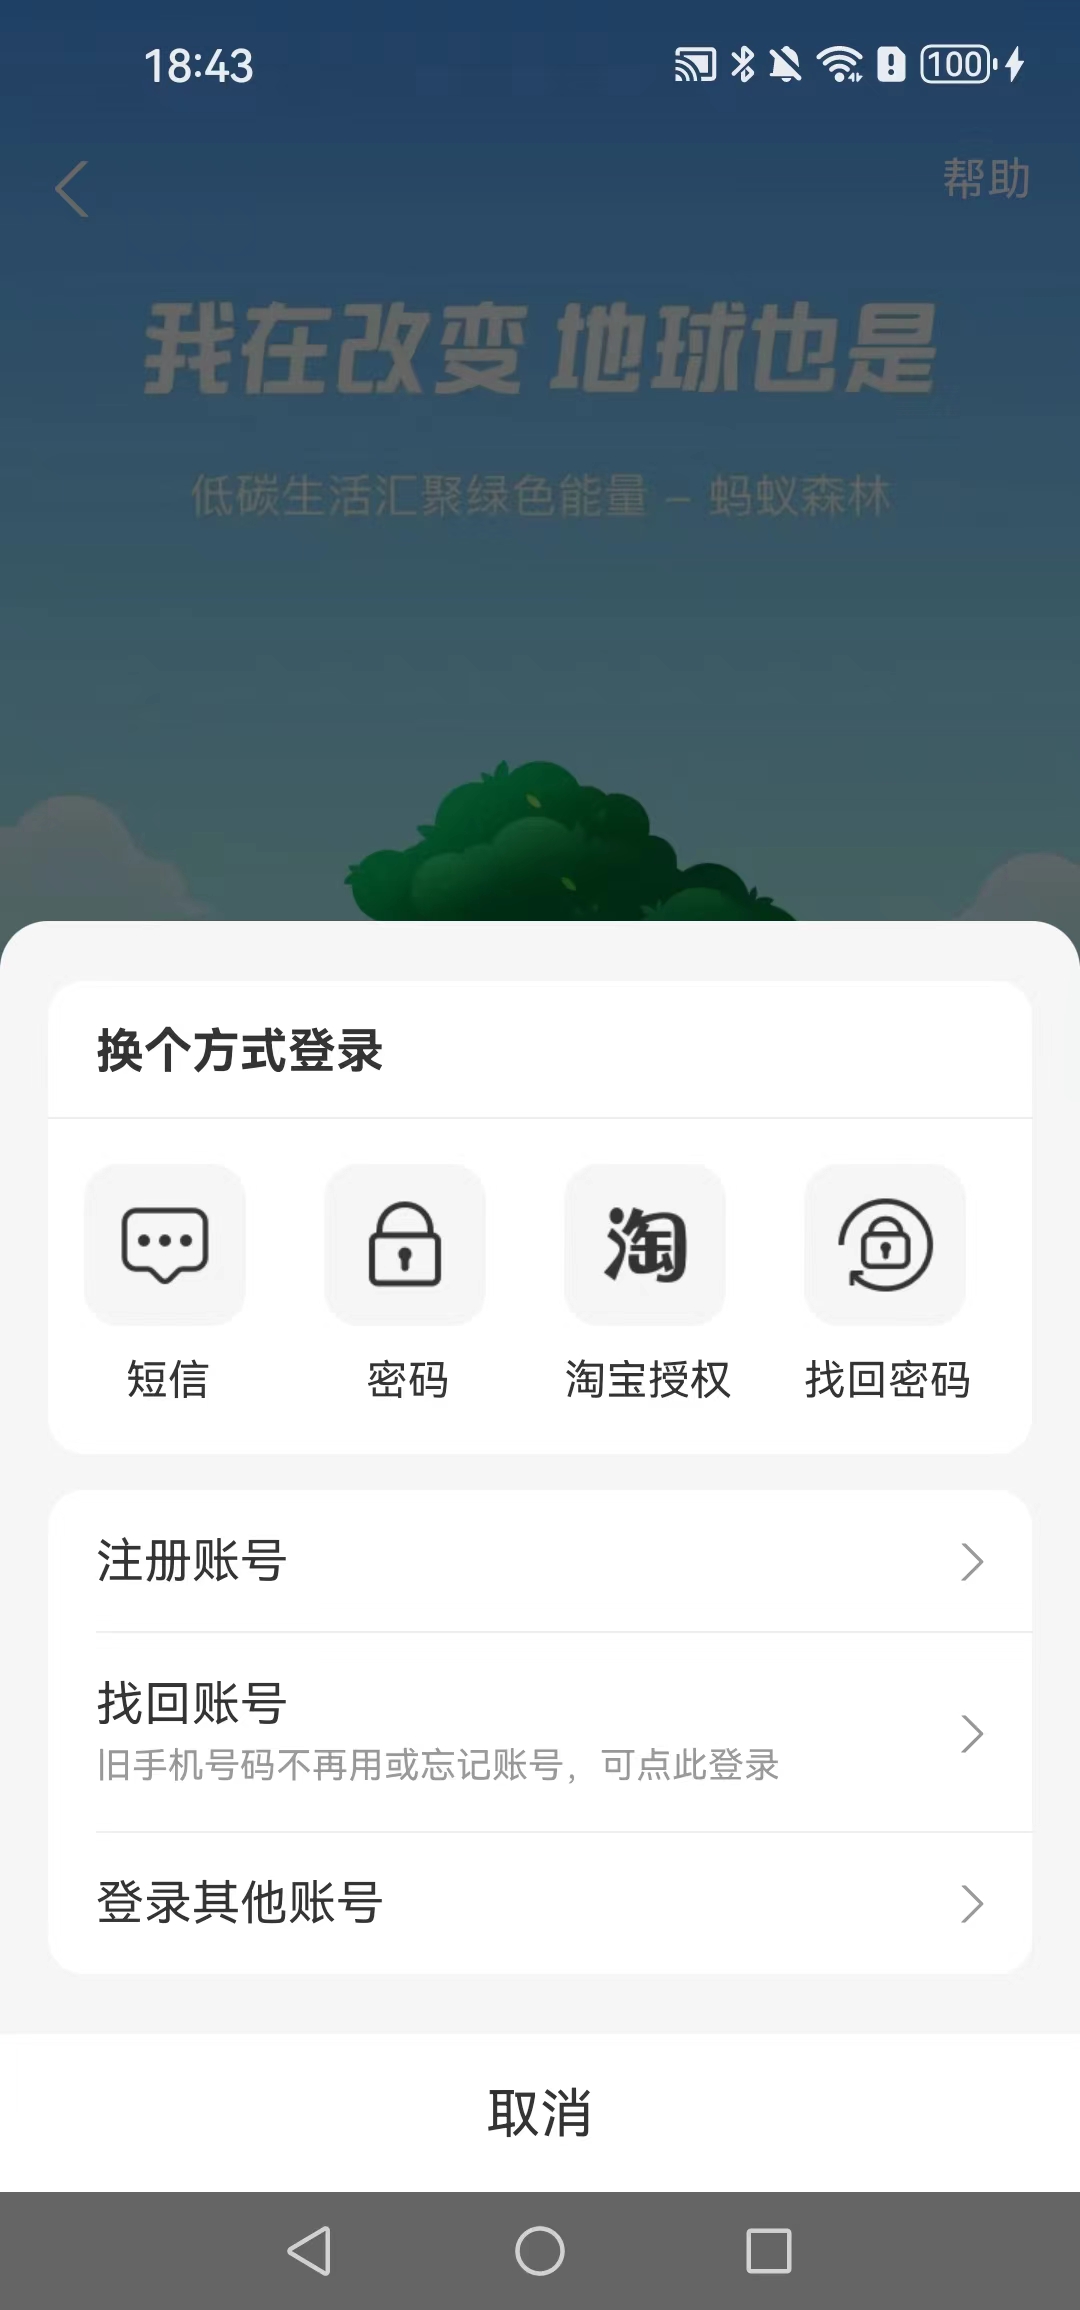 18:43
100
帮助
我在改变 地球也是
低碳生活汇聚绿色能量 – 蚂蚁森林
换个方式登录
淘
短信 密码 淘宝授权 找回密码
注册账号
找回账号
旧手机号码不再用或忘记账号，可点此登录
登录其他账号
取消